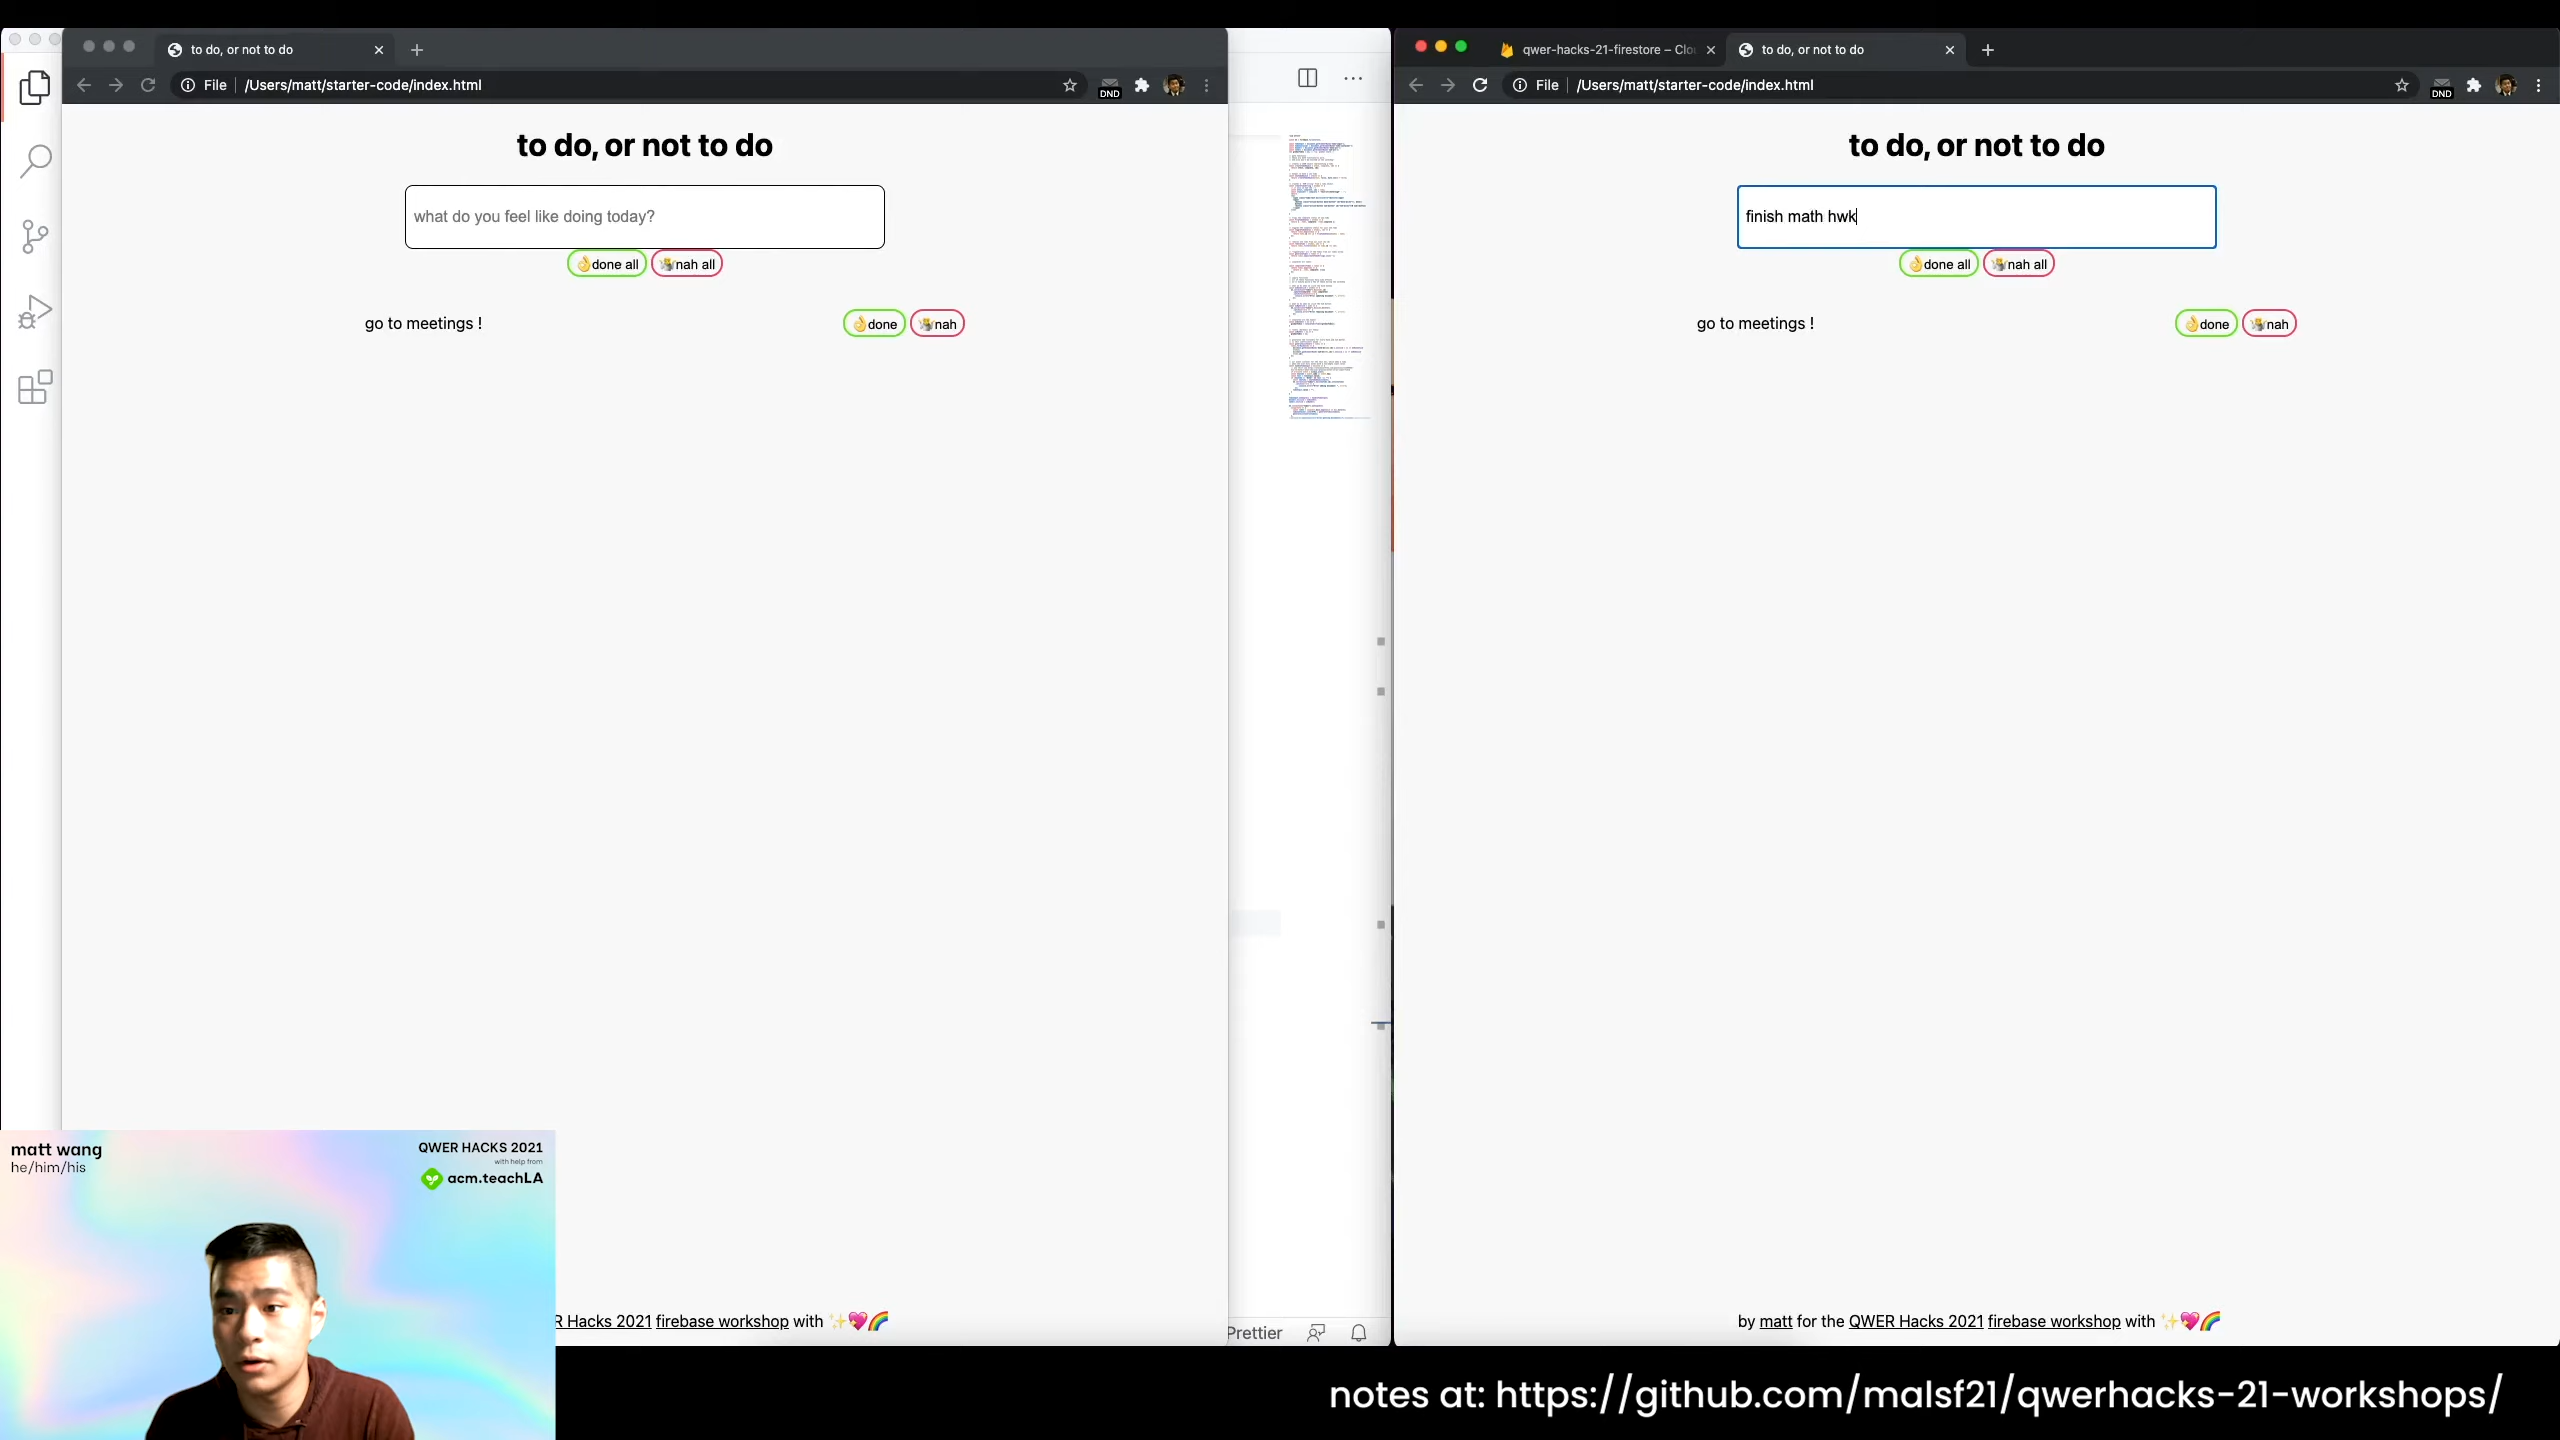 to do, or not to do
File
/Users/matt/starter-code/index.html
DND
to do, or not to do
what do you feel like doing today?
👌done all
nah all
go to meetings !
👌done
nah
R Hacks 2021 firebase workshop with ✨💖🌈
Prettier
qwer-hacks-21-firestore – Clo
to do, or not to do
File
/Users/matt/starter-code/index.html
DND
to do, or not to do
finish math hwk
👌done all
nah all
go to meetings !
👌done
nah
by matt for the QWER Hacks 2021 firebase workshop with ✨💖🌈
matt wang
he/him/his
QWER HACKS 2021
with help from
acm.teachLA
notes at: https://github.com/malsf21/qwerhacks-21-workshops/